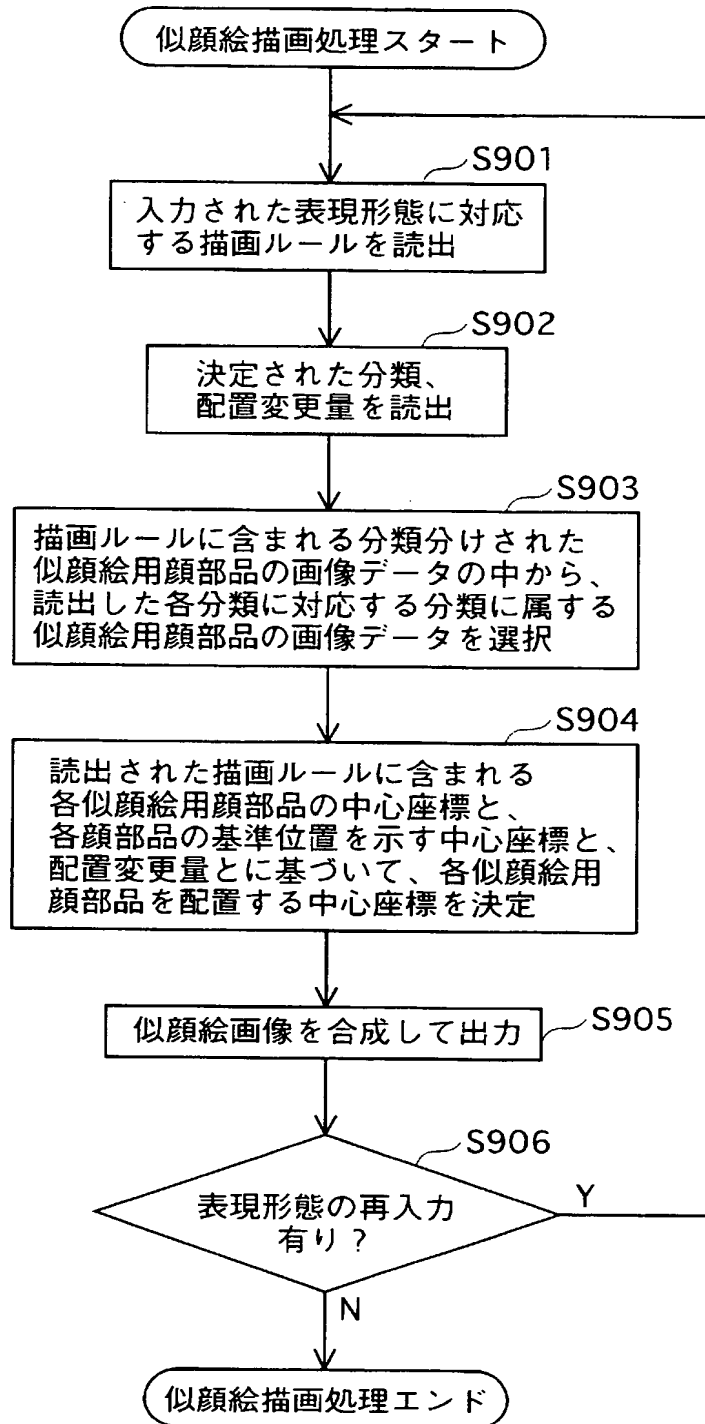 似顔絵描画処理スタート
S901
入力された表現形態に対応
する描画ルールを読出
S902
決定された分類、
配置変更量を読出
S903
描画ルールに含まれる分類分けされた
似顔絵用顔部品の画像データの中から、
読出した各分類に対応する分類に属する
似顔絵用顔部品の画像データを選択
S904
読出された描画ルールに含まれる
各似顔絵用顔部品の中心座標と、
各顔部品の基準位置を示す中心座標と、
配置変更量とに基づいて、各似顔絵用
顔部品を配置する中心座標を決定
似顔絵画像を合成して出力
S905
S906
表現形態の再入力
有り?
Y
N
似顔絵描画処理エンド